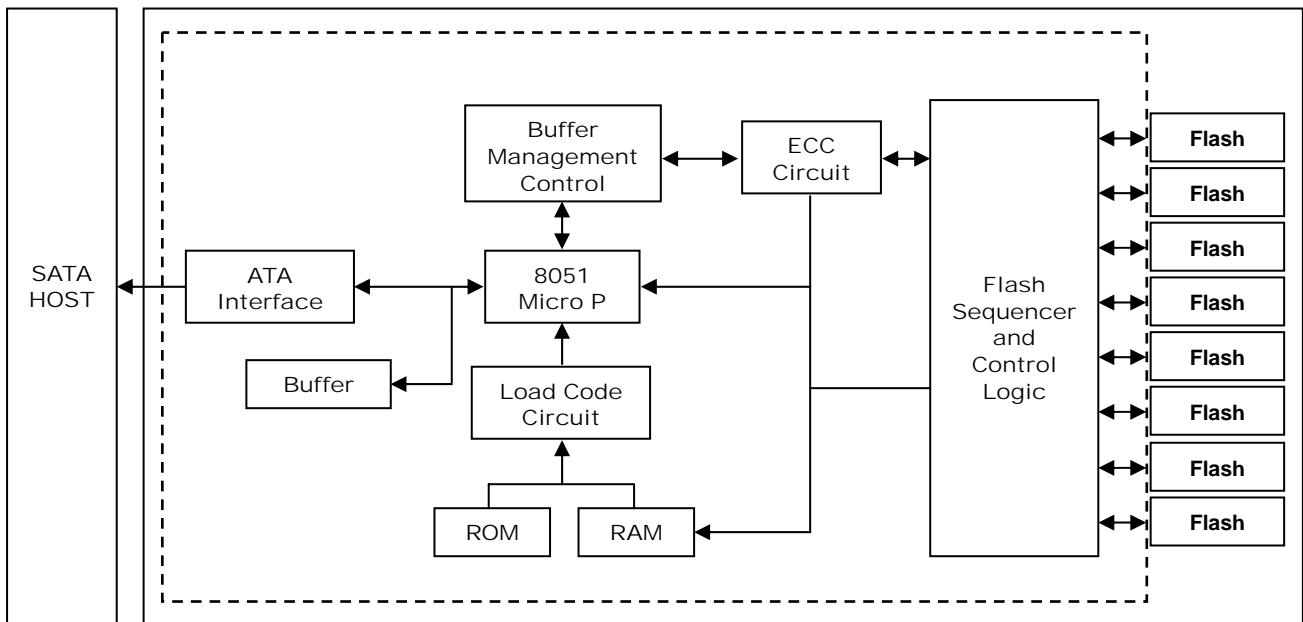 SATA
HOST
ATA
Interface
Buffer
Buffer
Management
Control
8051
Micro P
Load Code
Circuit
ROM
RAM
ECC
Circuit
Flash
Sequencer
and
Control
Logic
Flash
Flash
Flash
Flash
Flash
Flash
Flash
Flash